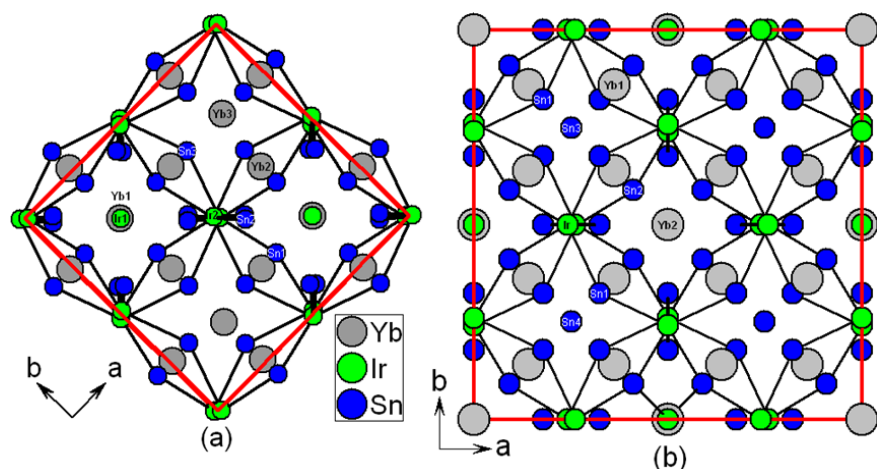 Yb3
Sn3
Yb2
Yb1
Ir1
Ir2
Sn2
Sn1
Yb
Ir
Sn
b
a
(a)
Yb1
Sn1
Sn3
Sn2
Ir
Yb2
Sn1
Sn4
b
a
(b)